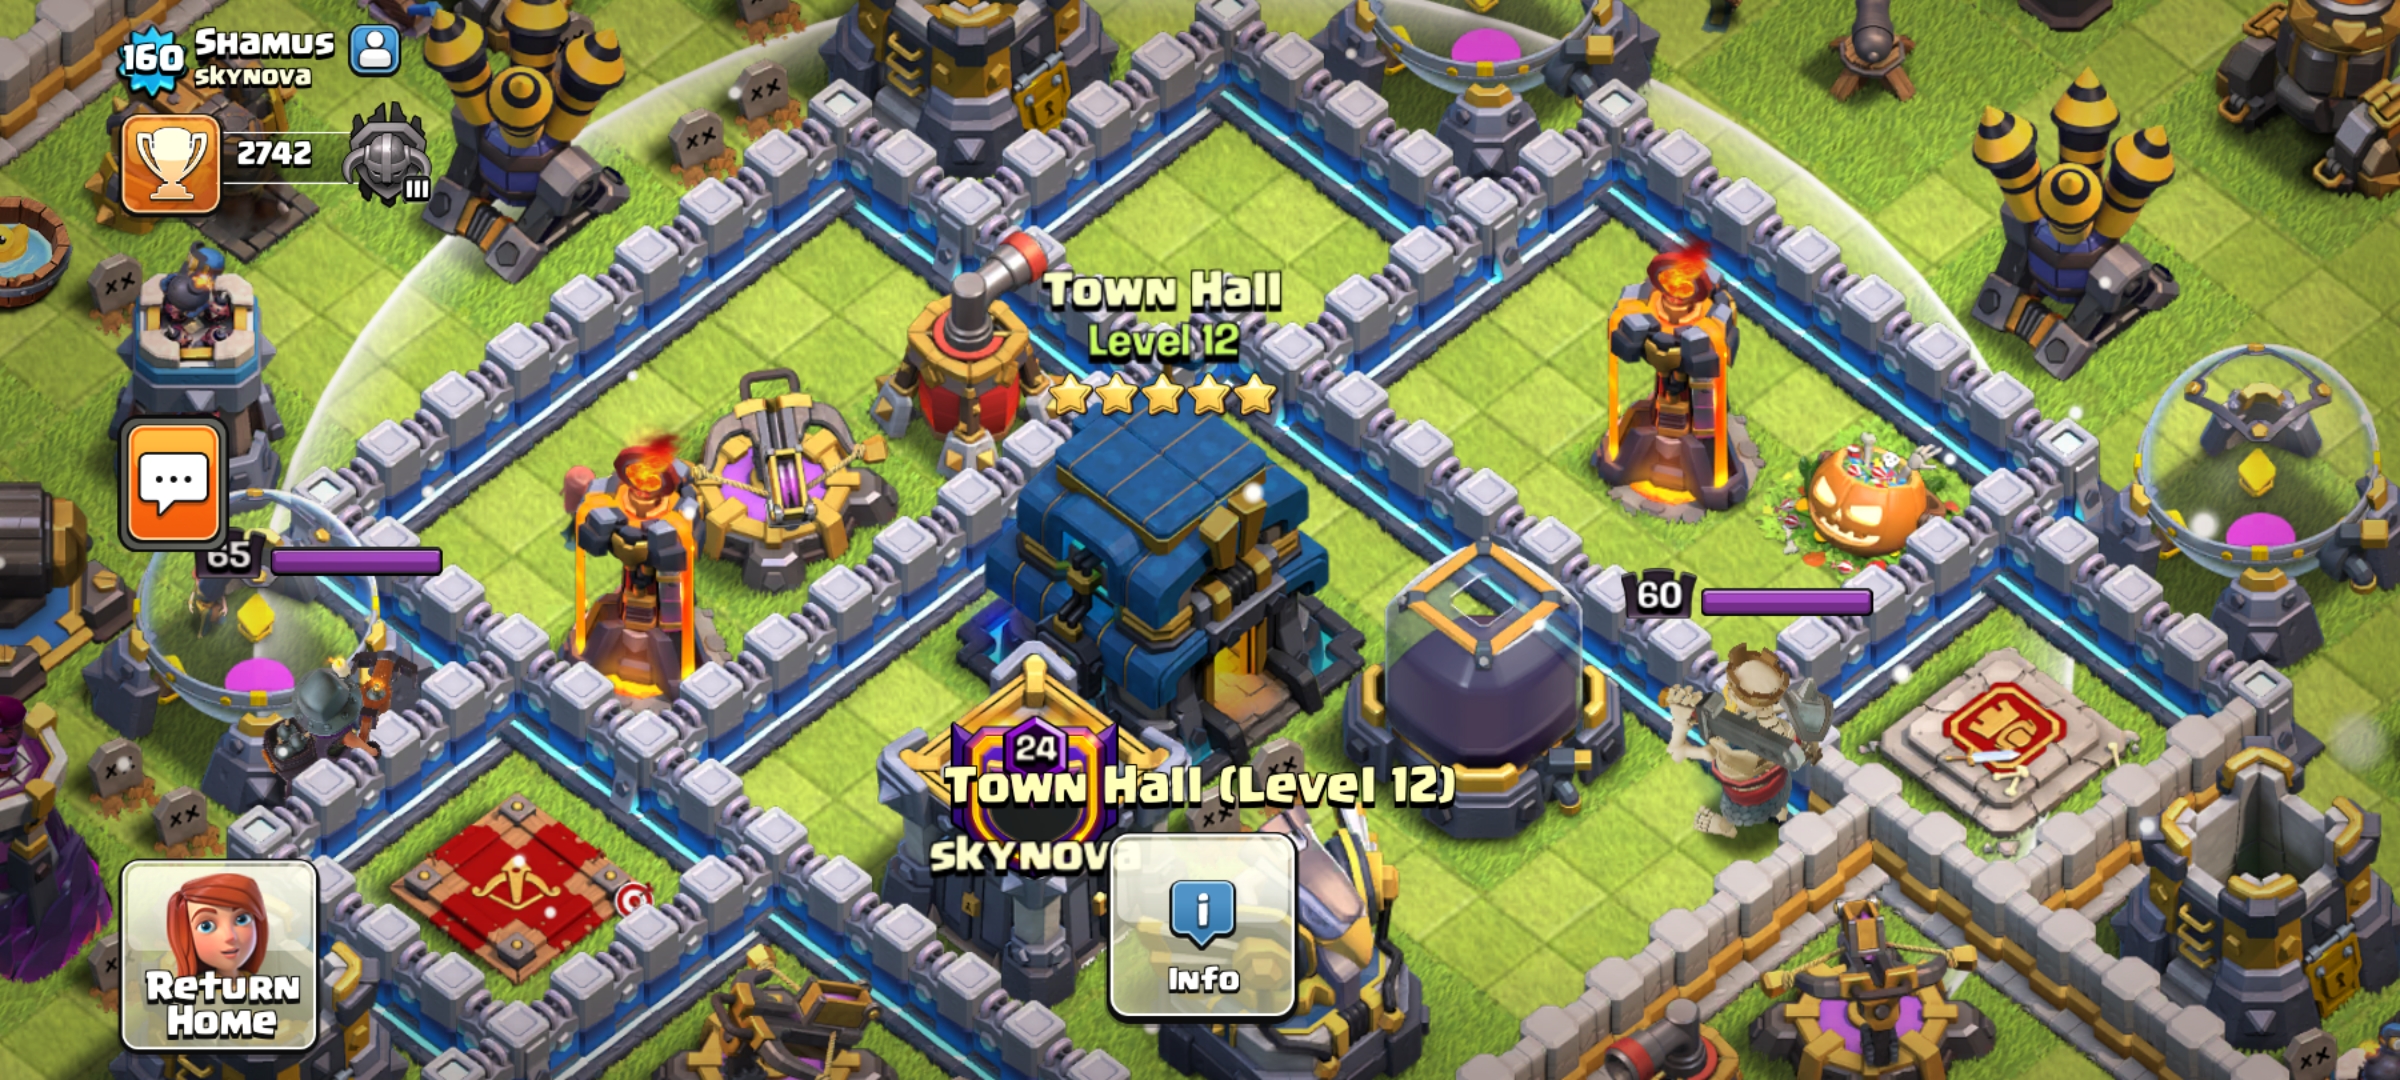 160
Shamus
skynova
2742
III
Town Hall
Level 12
65
60
24
Town Hall (Level 12)
skynova
Info
Return
Home